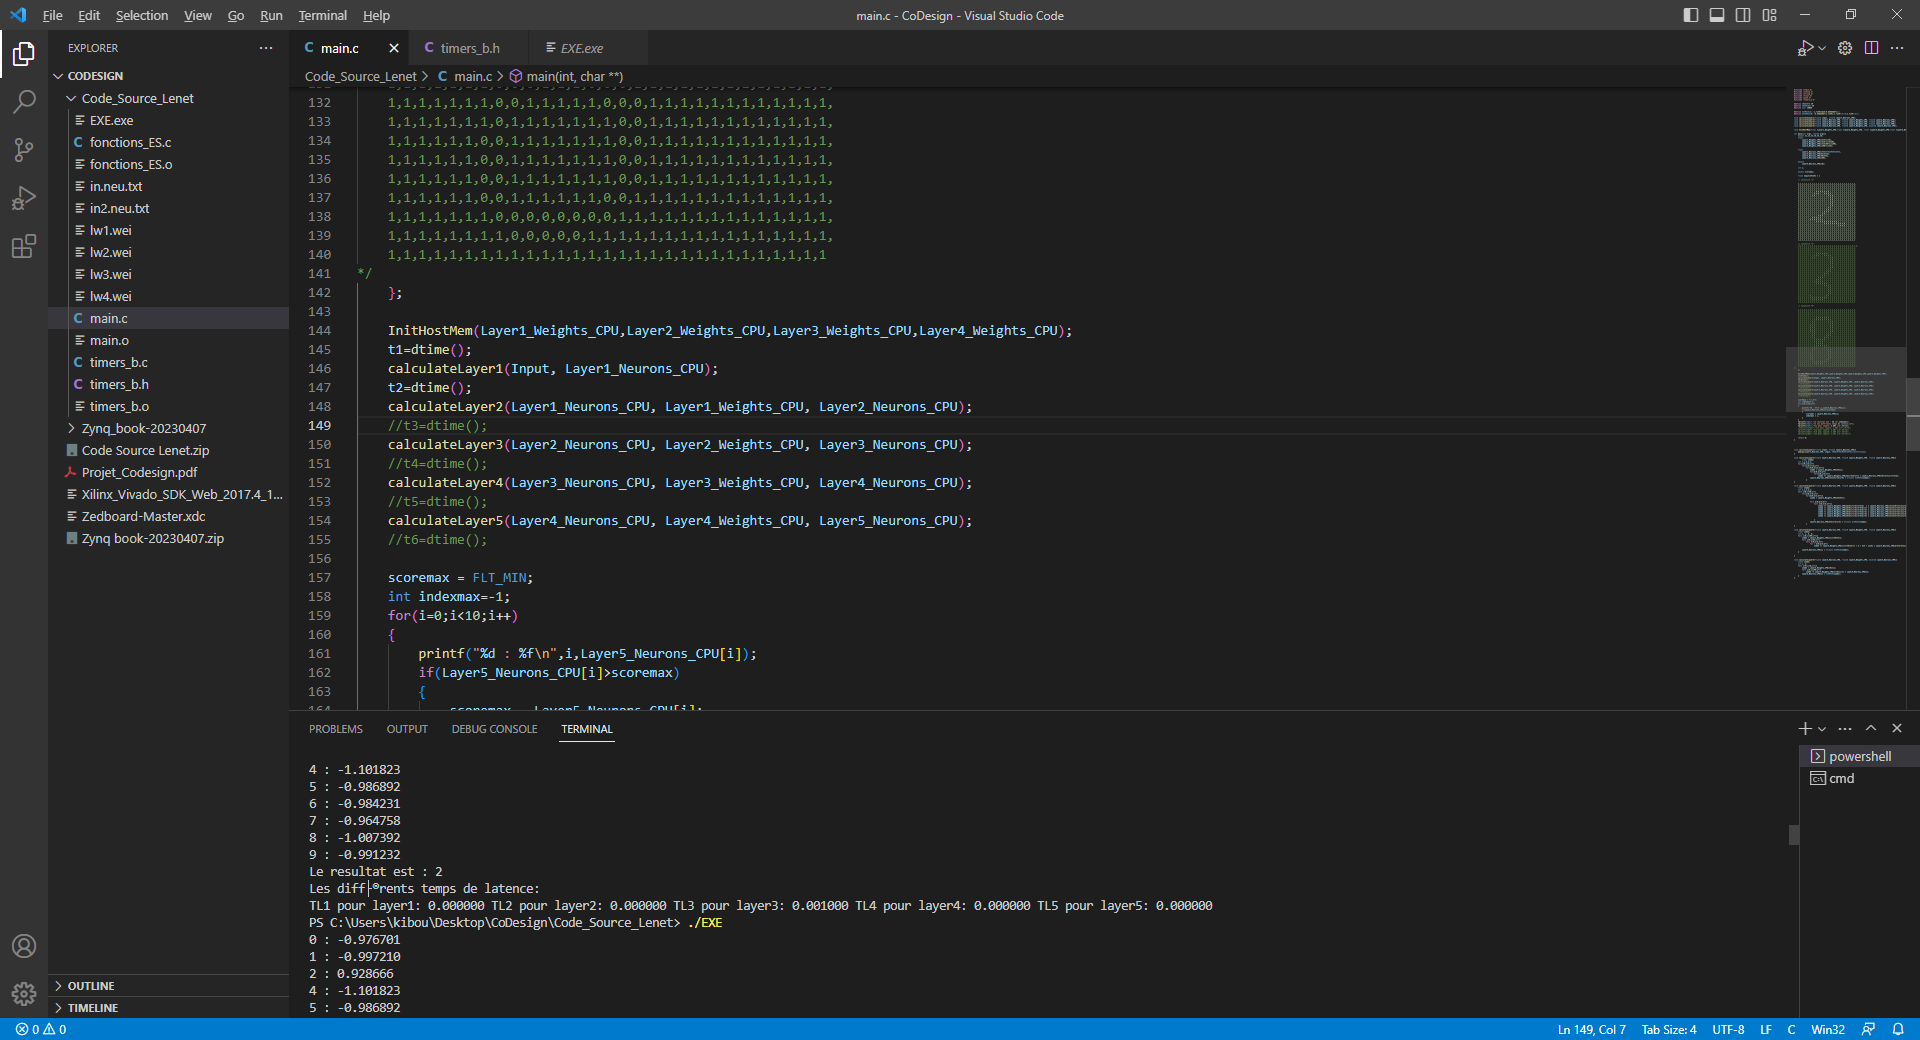 File Edit Selection View Go Run Terminal Help
main.c - CoDesign - Visual Studio Code
EXPLORER
CODESIGN
Code_Source_Lenet
EXE.exe
fonctions_ES.c
fonctions_ES.o
in.neu.txt
in2.neu.txt
lw1.wei
lw2.wei
lw3.wei
lw4.wei
main.c
main.o
timers_b.c
timers_b.h
timers_b.o
Zynq_book-20230407
Code Source Lenet.zip
Projet_Codesign.pdf
Xilinx_Vivado_SDK_Web_2017.4_1...
Zedboard-Master.xdc
Zynq book-20230407.zip
OUTLINE
TIMELINE
main.c timers_b.h EXE.exe
Code_Source_Lenet > main.c > main(int, char **)
132 1,1,1,1,1,1,1,0,0,1,1,1,1,1,0,0,0,1,1,1,1,1,1,1,1,1,1,1,1,
133 1,1,1,1,1,1,1,0,1,1,1,1,1,1,1,0,0,1,1,1,1,1,1,1,1,1,1,1,1,
134 1,1,1,1,1,1,0,0,1,1,1,1,1,1,1,0,0,1,1,1,1,1,1,1,1,1,1,1,1,
135 1,1,1,1,1,1,0,0,1,1,1,1,1,1,1,0,0,1,1,1,1,1,1,1,1,1,1,1,1,
136 1,1,1,1,1,1,0,1,1,1,1,1,1,1,1,0,0,1,1,1,1,1,1,1,1,1,1,1,1,
137 1,1,1,1,1,1,0,0,1,1,1,1,1,1,0,0,1,1,1,1,1,1,1,1,1,1,1,1,1,
138 1,1,1,1,1,1,1,0,0,0,0,0,0,0,0,1,1,1,1,1,1,1,1,1,1,1,1,1,1,
139 1,1,1,1,1,1,1,1,0,0,0,0,0,1,1,1,1,1,1,1,1,1,1,1,1,1,1,1,1,
140 1,1,1,1,1,1,1,1,1,1,1,1,1,1,1,1,1,1,1,1,1,1,1,1,1,1,1,1,1
141 */
142 };
143
144 InitHostMem(Layer1_Weights_CPU,Layer2_Weights_CPU,Layer3_Weights_CPU,Layer4_Weights_CPU);
145 t1=dtime();
146 calculateLayer1(Input, Layer1_Neurons_CPU);
147 t2=dtime();
148 calculateLayer2(Layer1_Neurons_CPU, Layer1_Weights_CPU, Layer2_Neurons_CPU);
149 //t3=dtime();
150 calculateLayer3(Layer2_Neurons_CPU, Layer2_Weights_CPU, Layer3_Neurons_CPU);
151 //t4=dtime();
152 calculateLayer4(Layer3_Neurons_CPU, Layer3_Weights_CPU, Layer4_Neurons_CPU);
153 //t5=dtime();
154 calculateLayer5(Layer4_Neurons_CPU, Layer4_Weights_CPU, Layer5_Neurons_CPU);
155 //t6=dtime();
156
157 scoremax = FLT_MIN;
158 int indexmax=-1;
159 for(i=0;i<10;i++)
160 {
161 printf("%d : %f\n",i,Layer5_Neurons_CPU[i]);
162 if(Layer5_Neurons_CPU[i]>scoremax)
163 {
164 scoremax = Layer5_Neurons_CPU[i];
PROBLEMS OUTPUT DEBUG CONSOLE TERMINAL
powershell
cmd
4 : -1.101823
5 : -0.986892
6 : -0.984231
7 : -0.964758
8 : -1.007392
9 : -0.991232
Le resultat est : 2
Les diff├®rents temps de latence:
TL1 pour layer1: 0.000000 TL2 pour layer2: 0.000000 TL3 pour layer3: 0.001000 TL4 pour layer4: 0.000000 TL5 pour layer5: 0.000000
PS C:\Users\kibou\Desktop\CoDesign\Code_Source_Lenet> ./EXE
0 : -0.976701
1 : -0.997210
2 : 0.928666
4 : -1.101823
5 : -0.986892
0 0
Ln 149, Col 7 Tab Size: 4 UTF-8 LF C Win32